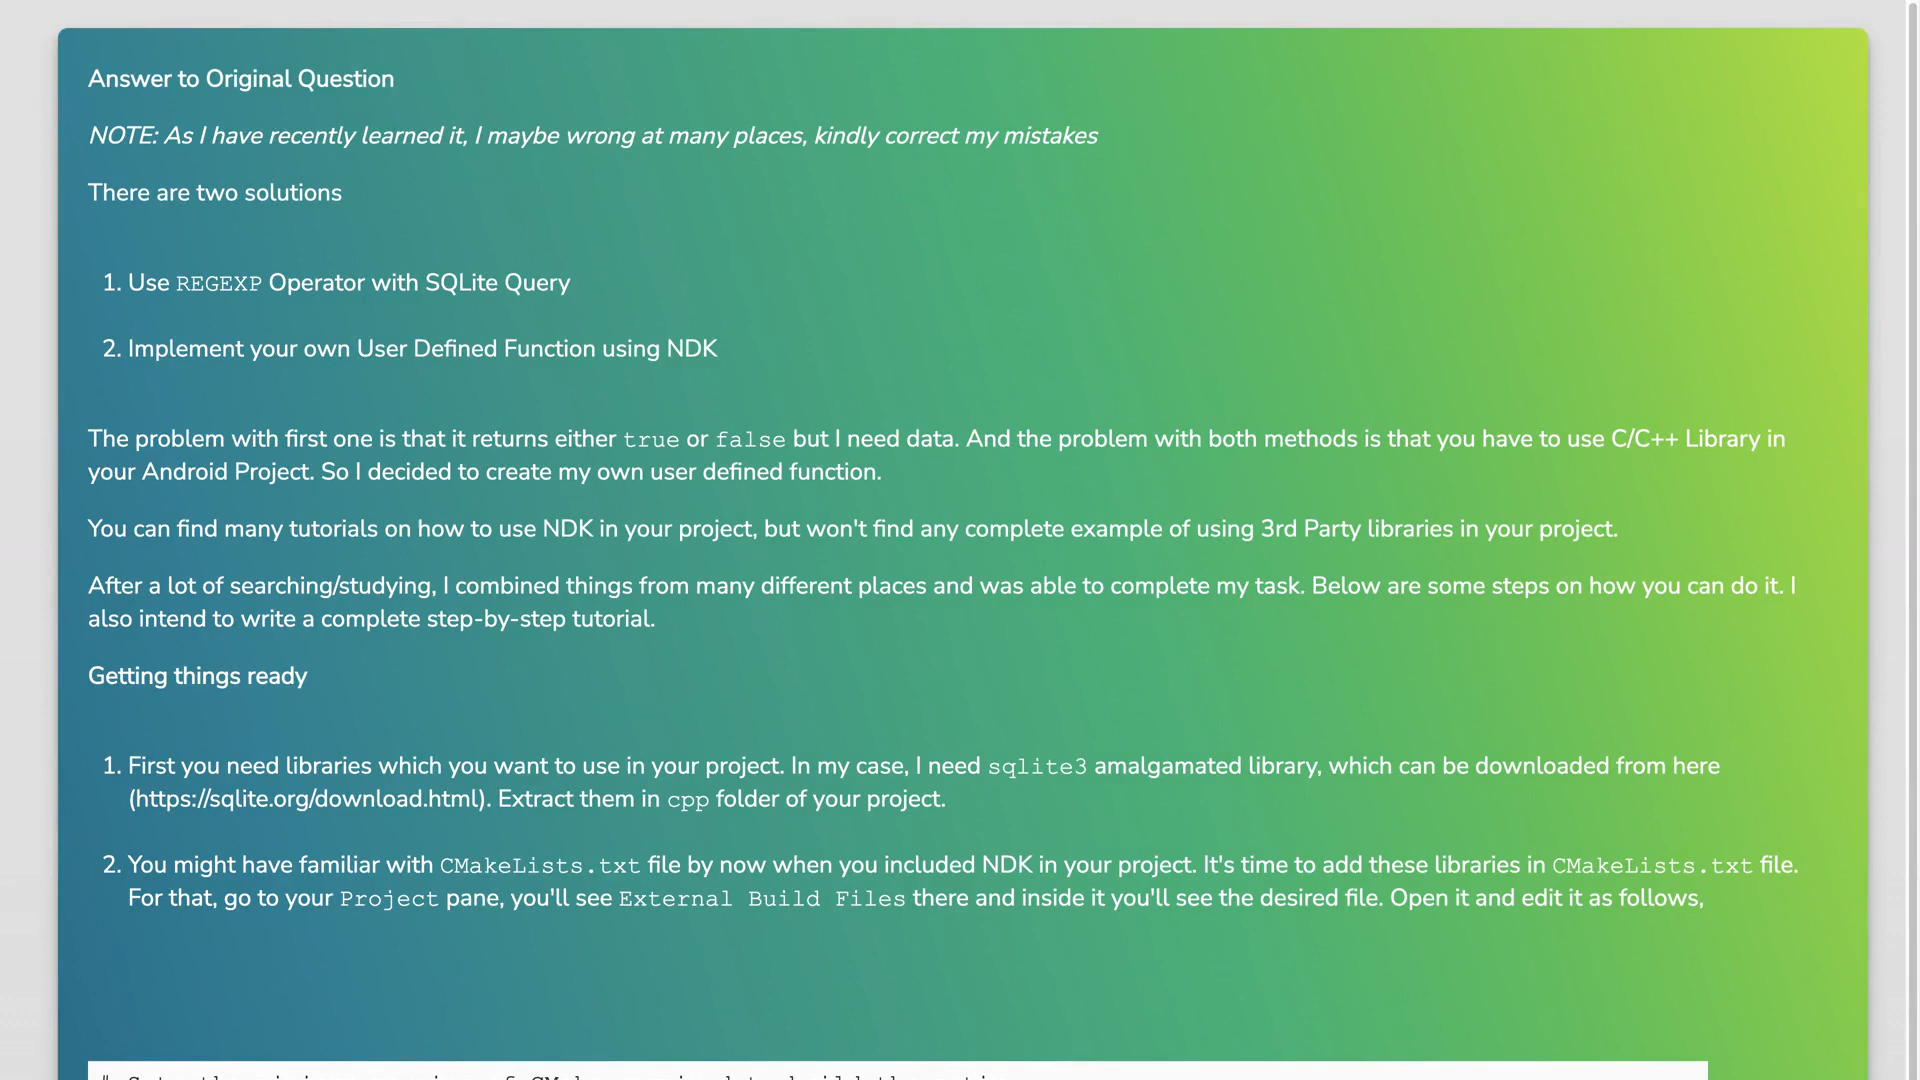 Answer to Original Question
NOTE: As I have recently learned it, I maybe wrong at many places, kindly correct my mistakes
There are two solutions
1. Use REGEXP Operator with SQLite Query
2. Implement your own User Defined Function using NDK
The problem with first one is that it returns either true or false but I need data. And the problem with both methods is that you have to use C/C++ Library in
your Android Project. So I decided to create my own user defined function.
You can find many tutorials on how to use NDK in your project, but won't find any complete example of using 3rd Party libraries in your project.
After a lot of searching/studying, I combined things from many different places and was able to complete my task. Below are some steps on how you can do it. I
also intend to write a complete step-by-step tutorial.
Getting things ready
1. First you need libraries which you want to use in your project. In my case, I need sqlite3 amalgamated library, which can be downloaded from here
(https://sqlite.org/download.html). Extract them in cpp folder of your project.
2. You might have familiar with CMakeLists.txt file by now when you included NDK in your project. It's time to add these libraries in CMakeLists.txt file.
For that, go to your Project pane, you'll see External Build Files there and inside it you'll see the desired file. Open it and edit it as follows,